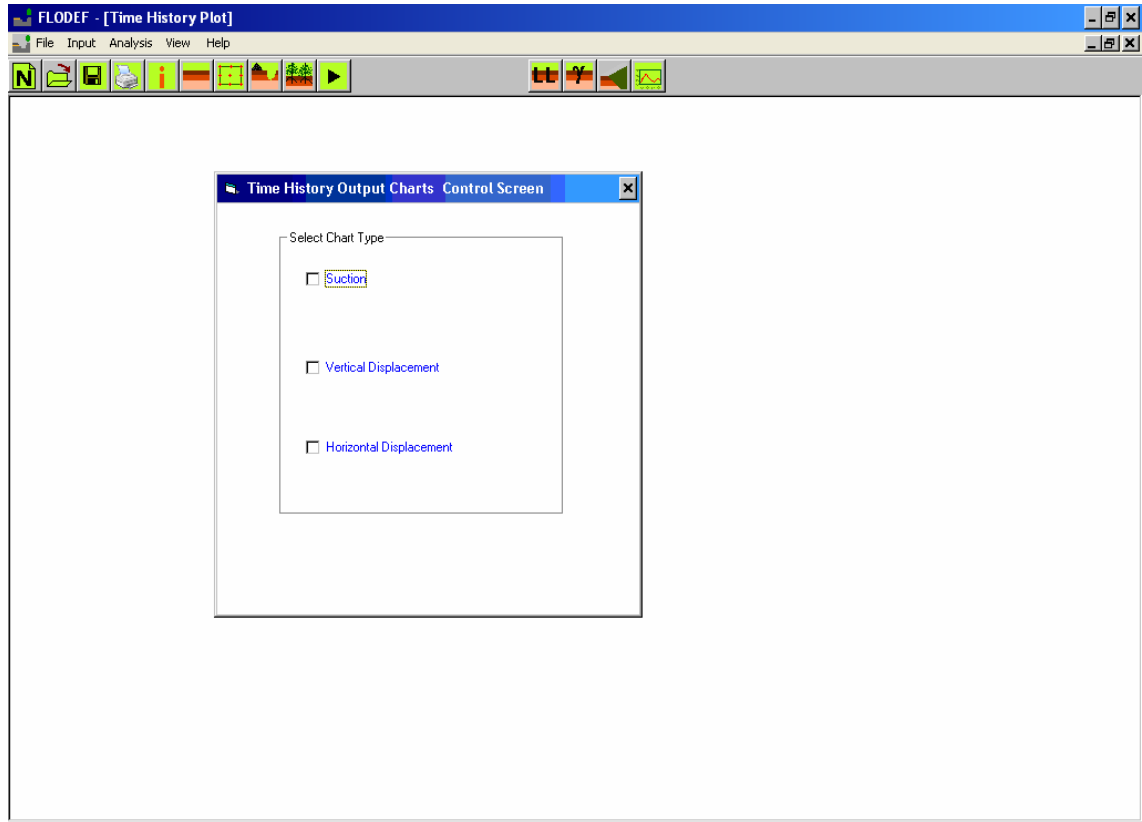 FLODEF - [Time History Plot]
File Input Analysis View Help
N i LL γ
Time History Output Charts Control Screen
Select Chart Type
Suction
Vertical Displacement
Horizontal Displacement